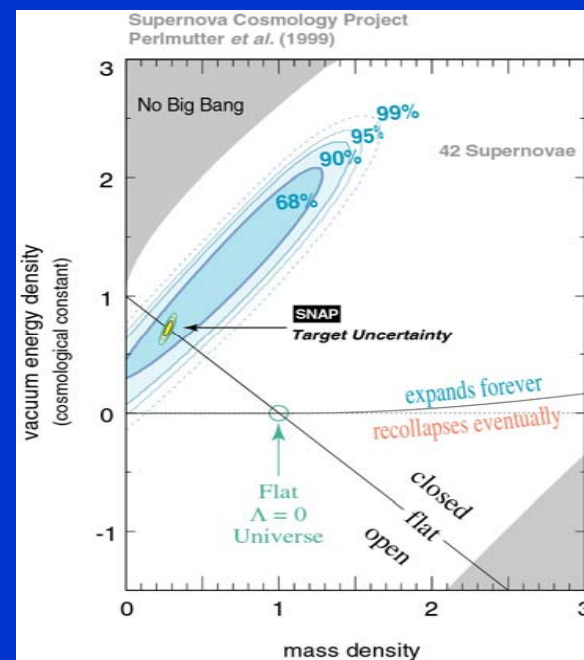 Supernova Cosmology Project
Perlmutter et al. (1999)
3
No Big Bang
99%
95%
90%
42 Supernovae
2
68%
vacuum energy density
(cosmological constant)
1
SNAP
Target Uncertainty
expands forever
0
recollapses eventually
Flat
Λ = 0
Universe
closed
flat
open
-1
0
1
2
3
mass density